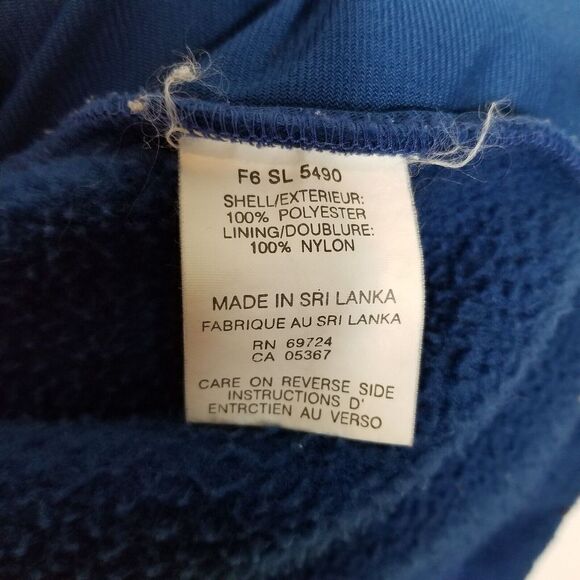 F6 SL 5490
SHELL/EXTERIEUR:
100% POLYESTER
LINING/DOUBLURE:
100% NYLON
MADE IN SRI LANKA
FABRIQUE AU SRI LANKA
RN 69724
CA 05367
CARE ON REVERSE SIDE
INSTRUCTIONS D'
ENTRCTIEN AU VERSO